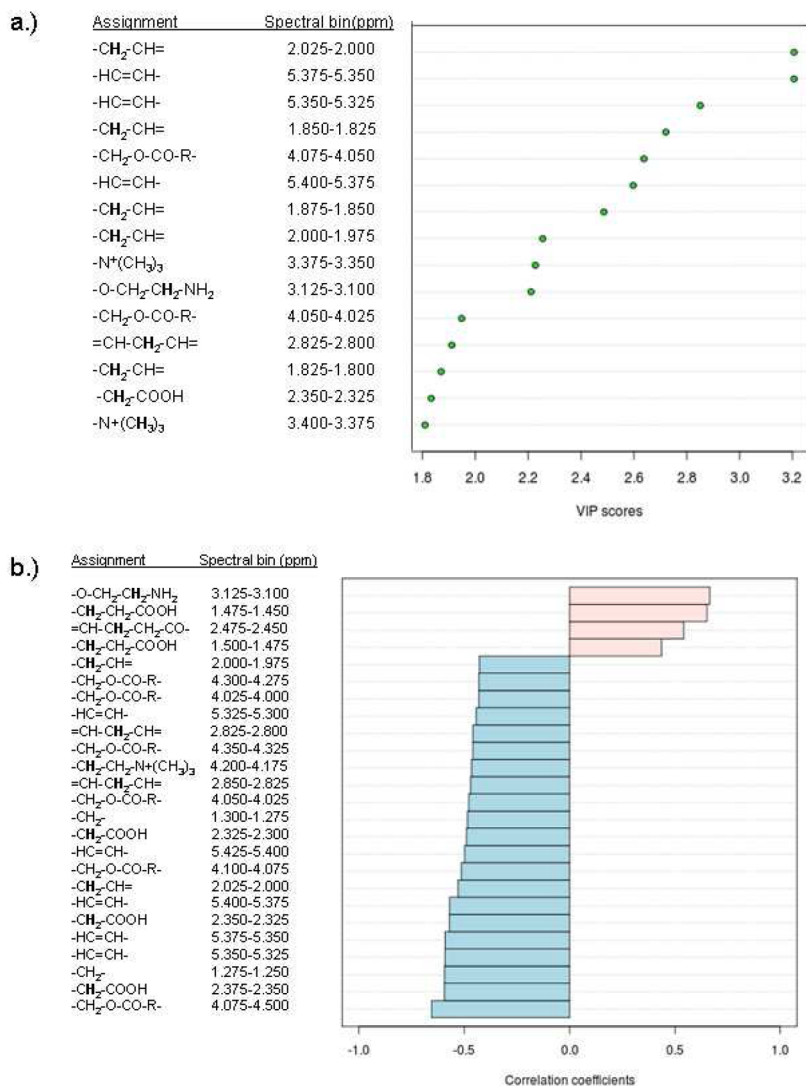 a.)
Assignment Spectral bin(ppm)
-CH₂-CH= 2.025-2.000
-HC=CH- 5.375-5.350
-HC=CH- 5.350-5.325
-CH₂-CH= 1.850-1.825
-CH₂-O-CO-R- 4.075-4.050
-HC=CH- 5.400-5.375
-CH₂-CH= 1.875-1.850
-CH₂-CH= 2.000-1.975
-N⁺(CH₃)₃ 3.375-3.350
-O-CH₂-CH₂-NH₂ 3.125-3.100
-CH₂-O-CO-R- 4.050-4.025
=CH-CH₂-CH= 2.825-2.800
-CH₂-CH= 1.825-1.800
-CH₂-COOH 2.350-2.325
-N+(CH₃)₃ 3.400-3.375
1.8 2.0 2.2 2.4 2.6 2.8 3.0 3.2
VIP scores
b.)
Assignment Spectral bin (ppm)
-O-CH₂-CH₂-NH₂ 3.125-3.100
-CH₂-CH₂-COOH 1.475-1.450
=CH-CH₂-CH₂-CO- 2.475-2.450
-CH₂-CH₂-COOH 1.500-1.475
-CH₂-CH= 2.000-1.975
-CH₂-O-CO-R- 4.300-4.275
-CH₂-O-CO-R- 4.025-4.000
-HC=CH- 5.325-5.300
=CH-CH₂-CH= 2.825-2.800
-CH₂-O-CO-R- 4.350-4.325
-CH₂-CH₂-N+(CH₃)₃ 4.200-4.175
=CH-CH₂-CH= 2.850-2.825
-CH₂-O-CO-R- 4.050-4.025
-CH₂- 1.300-1.275
-CH₂-COOH 2.325-2.300
-HC=CH- 5.425-5.400
-CH₂-O-CO-R- 4.100-4.075
-CH₂-CH= 2.025-2.000
-HC=CH- 5.400-5.375
-CH₂-COOH 2.350-2.325
-HC=CH- 5.375-5.350
-HC=CH- 5.350-5.325
-CH₂- 1.275-1.250
-CH₂-COOH 2.375-2.350
-CH₂-O-CO-R- 4.075-4.500
-1.0 -0.5 0.0 0.5 1.0
Correlation coefficients